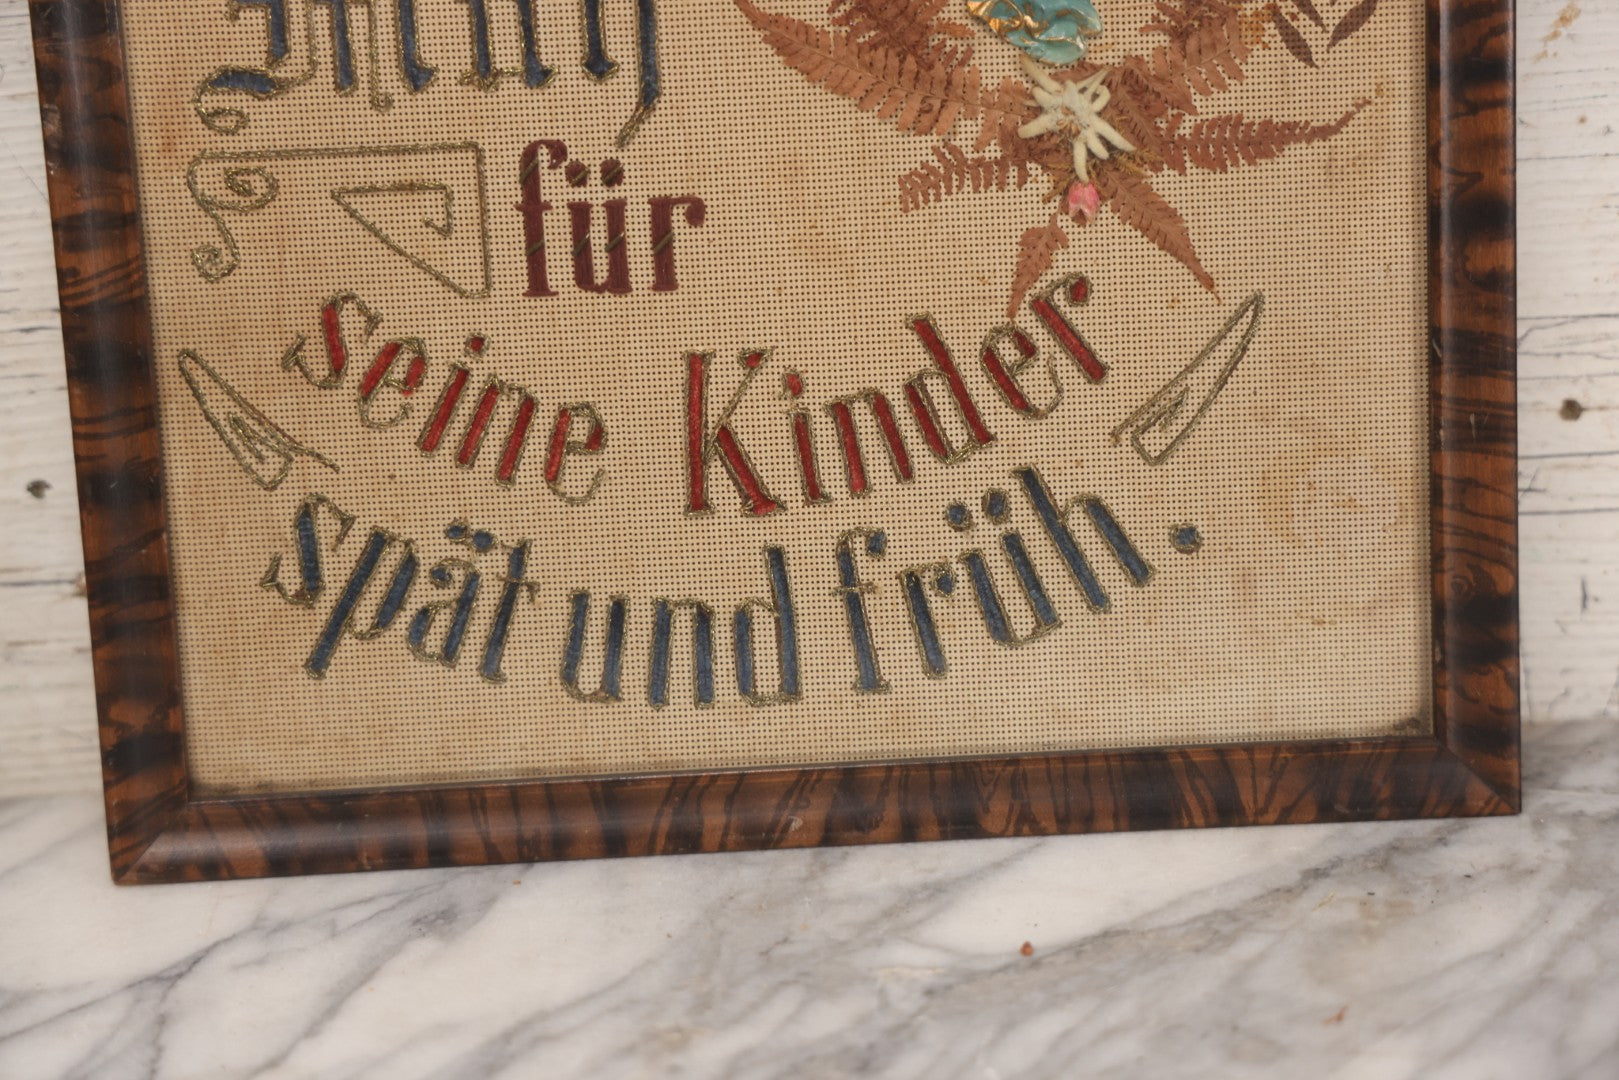 für
seine Kinder
spät und früh.